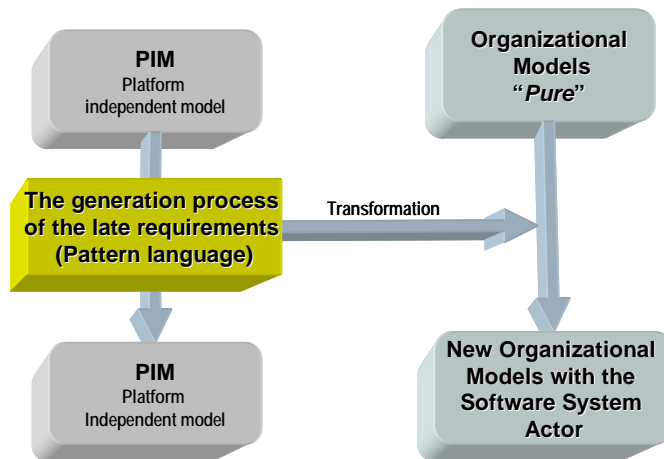 PIM
Platform
independent model
Organizational
Models
“Pure”
The generation process
of the late requirements
(Pattern language)
Transformation
PIM
Platform
Independent model
New Organizational
Models with the
Software System
Actor